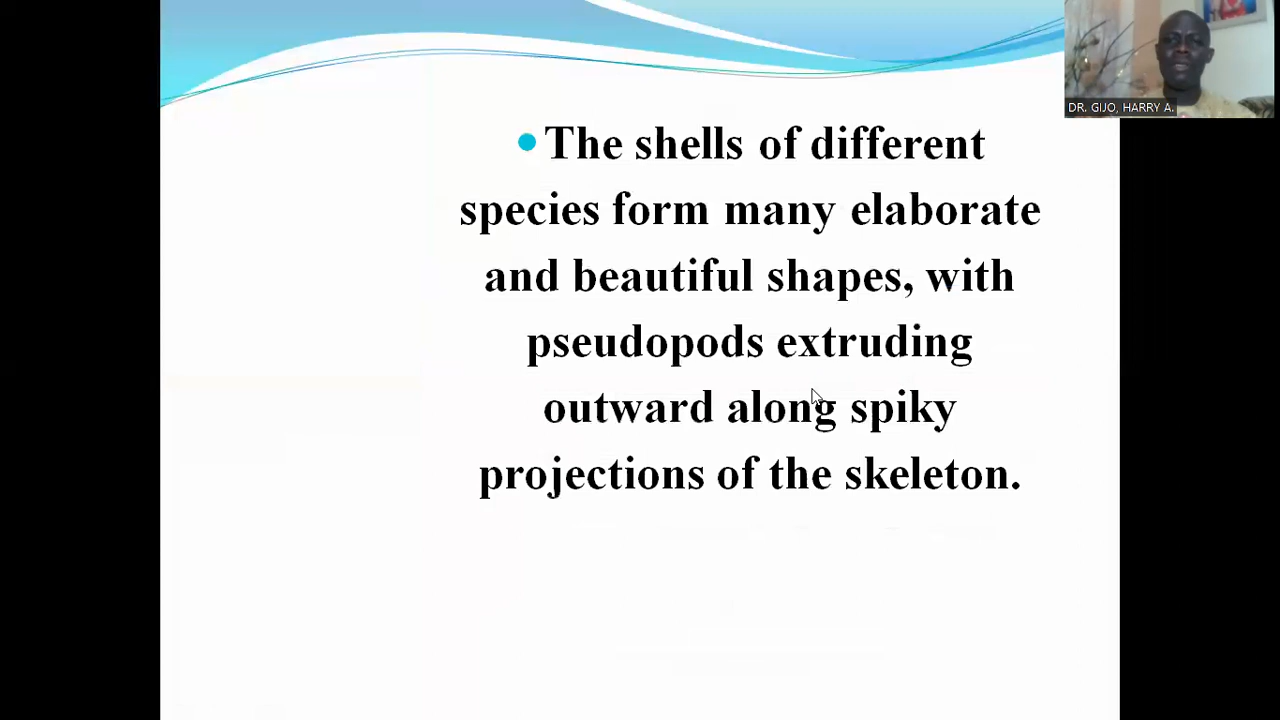 DR. GIJO, HARRY A.
•The shells of different
species form many elaborate
and beautiful shapes, with
pseudopods extruding
outward along spiky
projections of the skeleton.